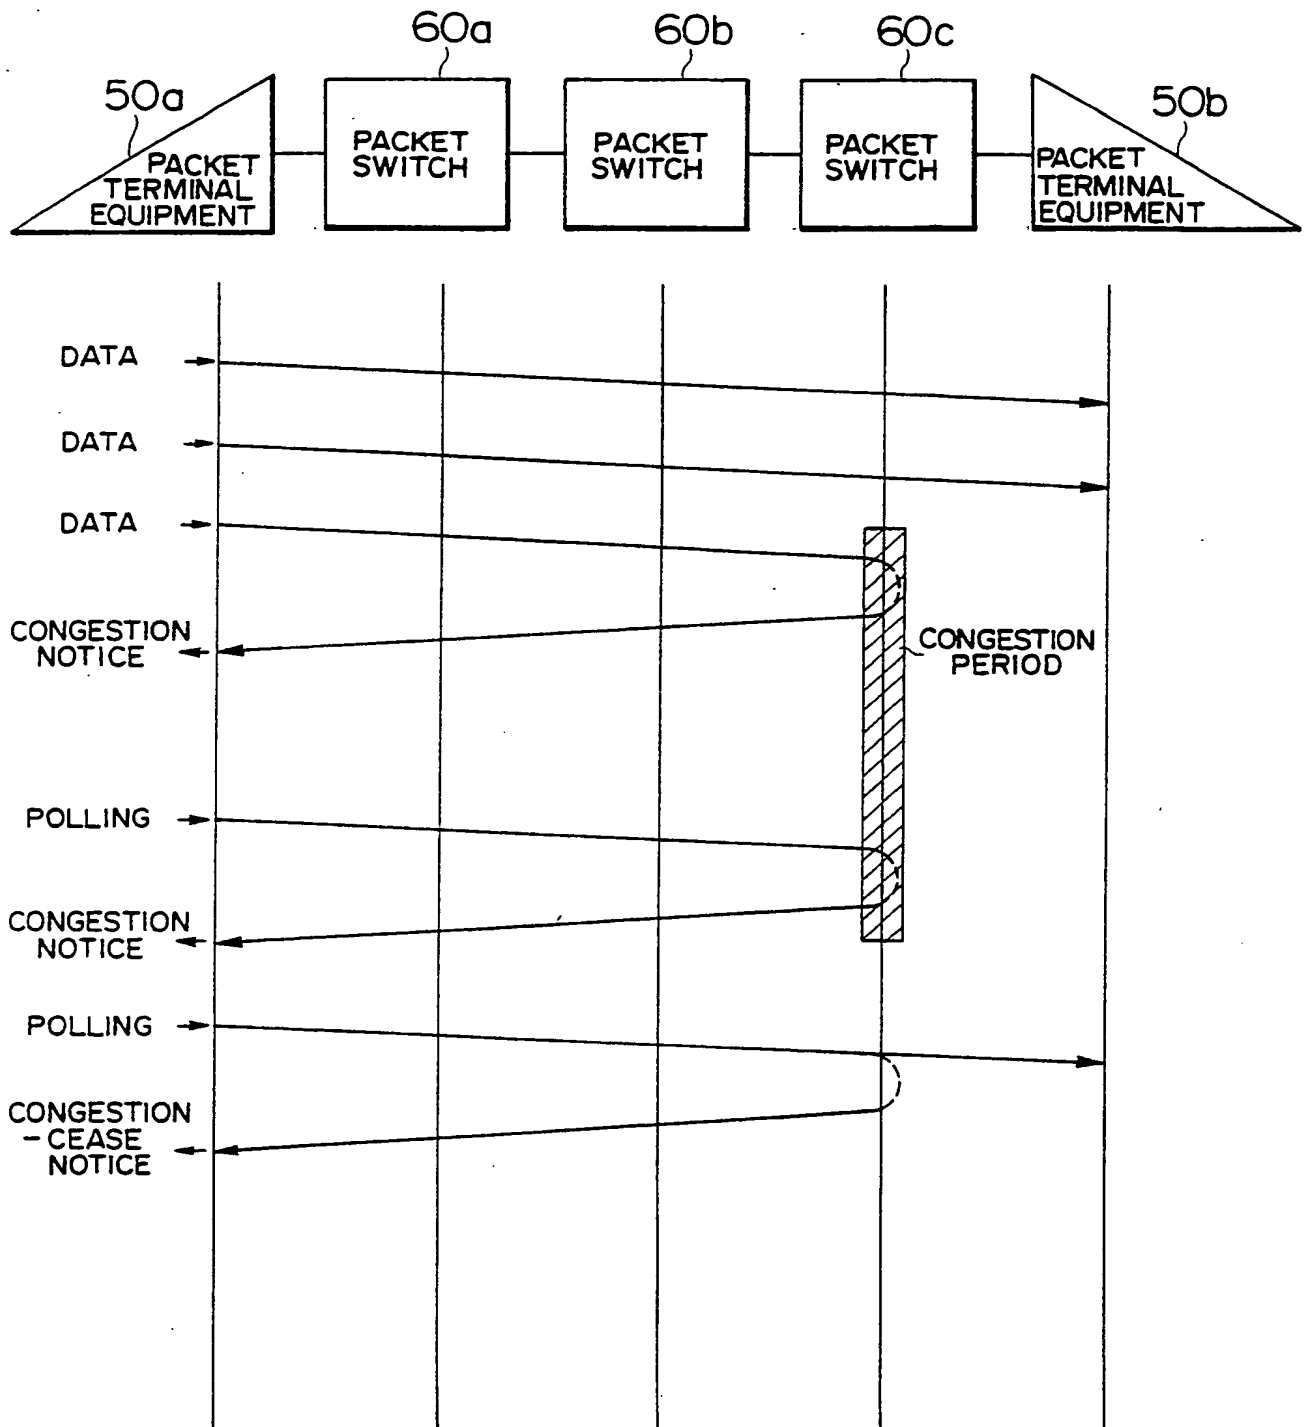 60a
60b
60c
50a
50b
PACKET
TERMINAL
EQUIPMENT
PACKET
SWITCH
PACKET
SWITCH
PACKET
SWITCH
PACKET
TERMINAL
EQUIPMENT
DATA
DATA
DATA
CONGESTION
NOTICE
CONGESTION
PERIOD
POLLING
CONGESTION
NOTICE
POLLING
CONGESTION
-CEASE
NOTICE